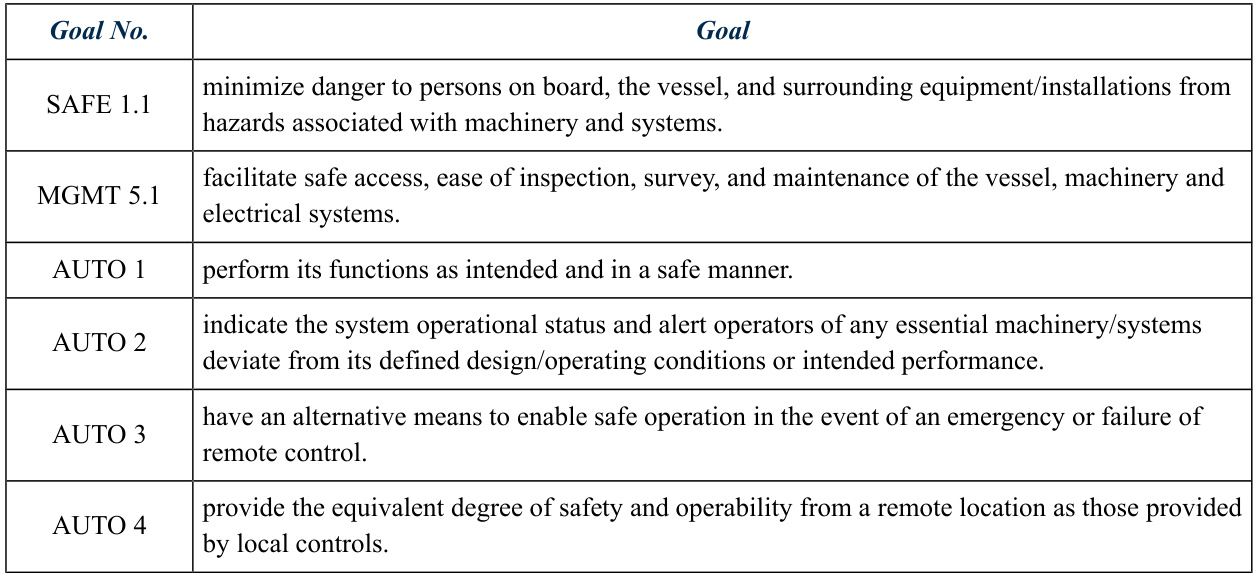 Goal No.
Goal
SAFE 1.1
minimize danger to persons on board, the vessel, and surrounding equipment/installations from
hazards associated with machinery and systems.
MGMT 5.1
facilitate safe access, ease of inspection, survey, and maintenance of the vessel, machinery and
electrical systems.
AUTO 1
perform its functions as intended and in a safe manner.
AUTO 2
indicate the system operational status and alert operators of any essential machinery/systems
deviate from its defined design/operating conditions or intended performance.
AUTO 3
have an alternative means to enable safe operation in the event of an emergency or failure of
remote control.
AUTO 4
provide the equivalent degree of safety and operability from a remote location as those provided
by local controls.